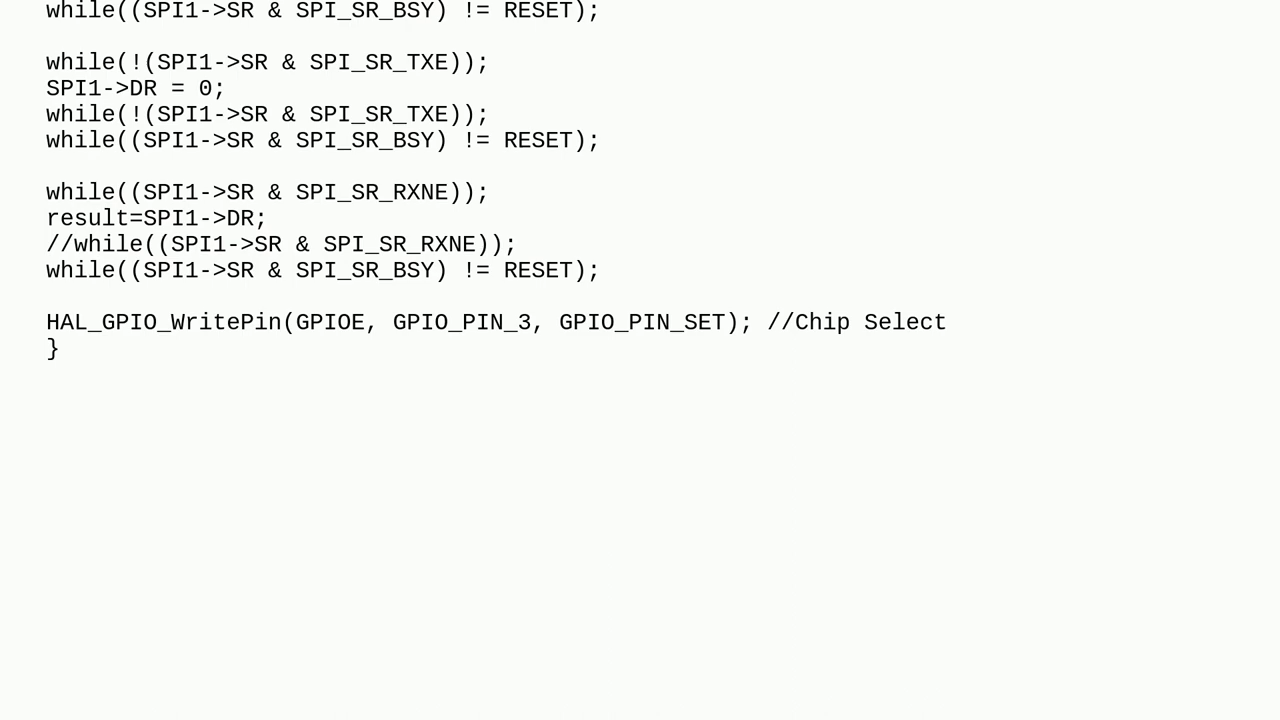 while((SPI1->SR & SPI_SR_BSY) != RESET);
while(!(SPI1->SR & SPI_SR_TXE));
SPI1->DR = 0;
while(!(SPI1->SR & SPI_SR_TXE));
while((SPI1->SR & SPI_SR_BSY) != RESET);
while((SPI1->SR & SPI_SR_RXNE));
result=SPI1->DR;
//while((SPI1->SR & SPI_SR_RXNE));
while((SPI1->SR & SPI_SR_BSY) != RESET);
HAL_GPIO_WritePin(GPIOE, GPIO_PIN_3, GPIO_PIN_SET); //Chip Select
}